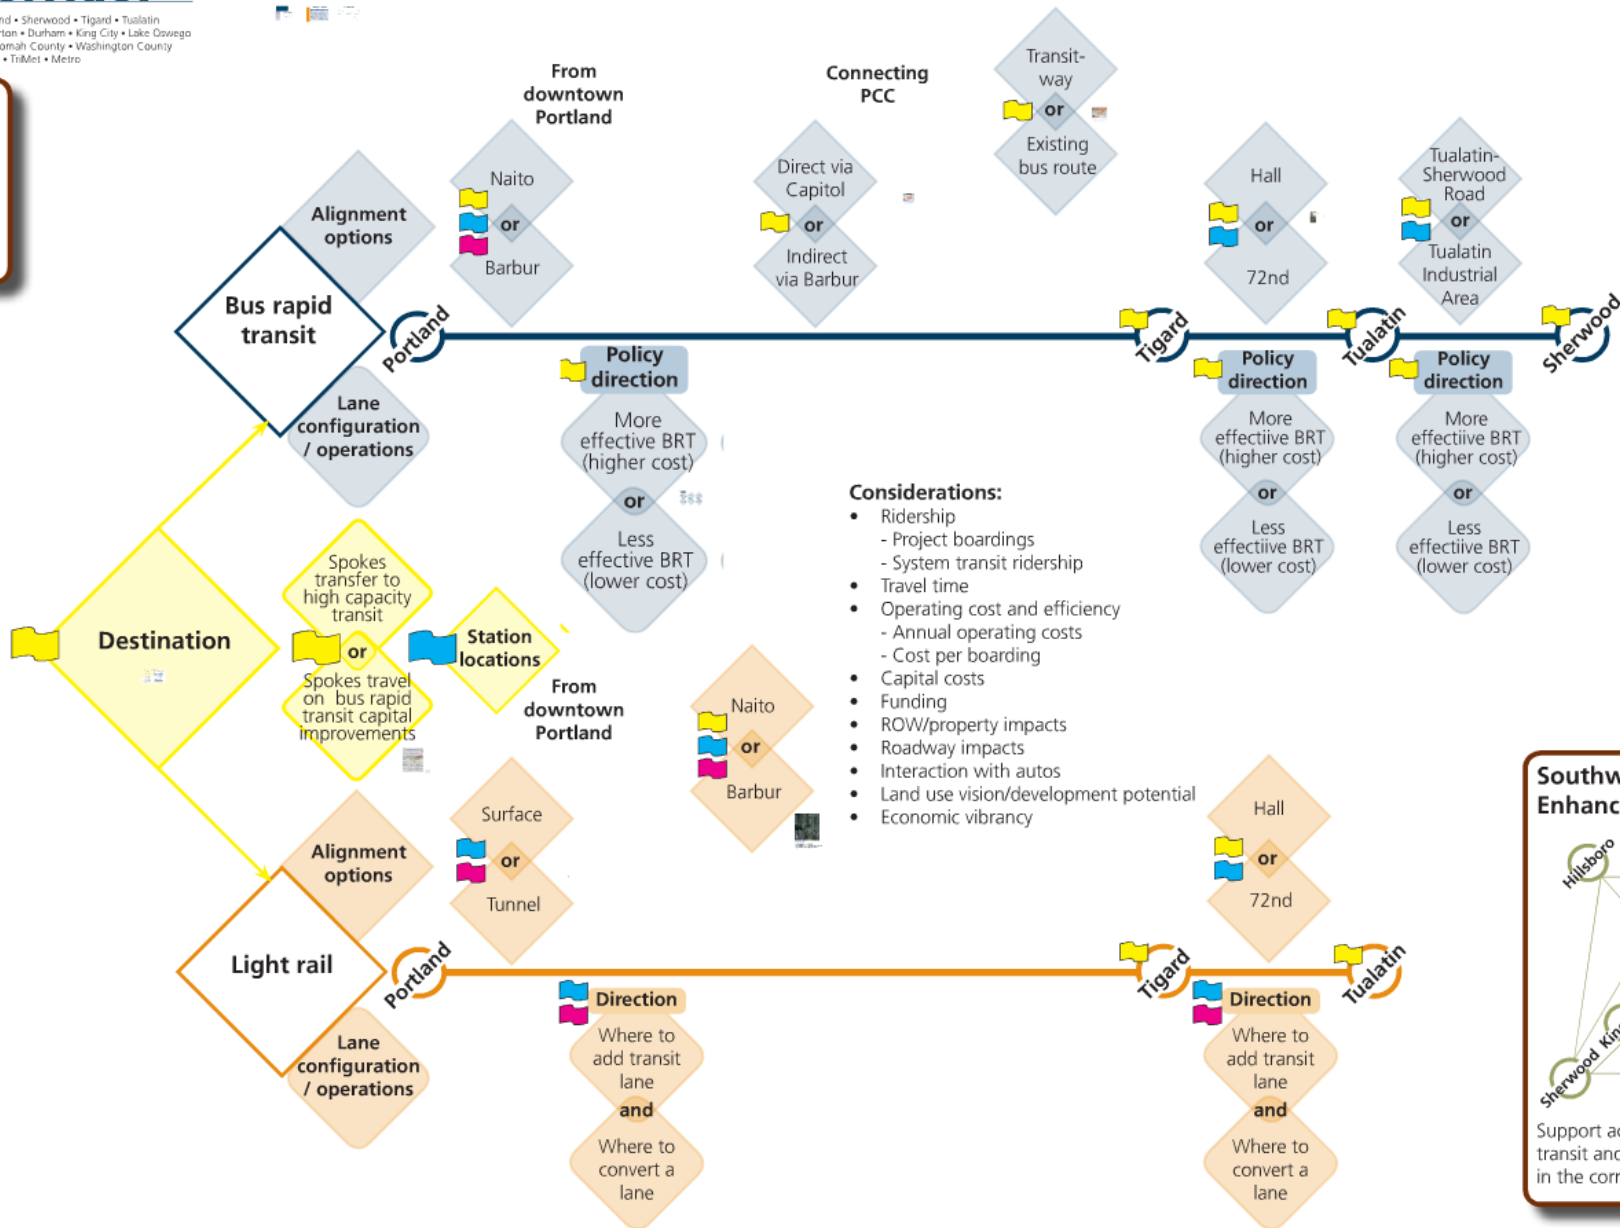 nd • Sherwood • Tigard • Tualatin
rton • Durham • King City • Lake Oswego
omah County • Washington County
• TriMet • Metro
From
downtown
Portland
Connecting
PCC
Transit-
way
or
Existing
bus route
Alignment
options
Naito
or
Barbur
Direct via
Capitol
or
Indirect
via Barbur
Hall
or
72nd
Tualatin-
Sherwood
Road
or
Tualatin
Industrial
Area
Bus rapid
transit
Portland
Tigard
Tualatin
Sherwood
Lane
configuration
/ operations
Policy
direction
More
effective BRT
(higher cost)
or
Less
effective BRT
(lower cost)
Policy
direction
More
effectiive BRT
(higher cost)
or
Less
effectiive BRT
(lower cost)
Policy
direction
More
effectiive BRT
(higher cost)
or
Less
effectiive BRT
(lower cost)
Destination
Spokes
transfer to
high capacity
transit
or
Spokes travel
on bus rapid
transit capital
improvements
Station
locations
Considerations:
• Ridership
- Project boardings
- System transit ridership
• Travel time
• Operating cost and efficiency
- Annual operating costs
- Cost per boarding
• Capital costs
• Funding
• ROW/property impacts
• Roadway impacts
• Interaction with autos
• Land use vision/development potential
• Economic vibrancy
From
downtown
Portland
Naito
or
Barbur
Alignment
options
Surface
or
Tunnel
Hall
or
72nd
Light rail
Portland
Tigard
Tualatin
Lane
configuration
/ operations
Direction
Where to
add transit
lane
and
Where to
convert a
lane
Direction
Where to
add transit
lane
and
Where to
convert a
lane
Southw
Enhanc
Hillsboro
Sherwood
King
Support ac
transit and
in the corr